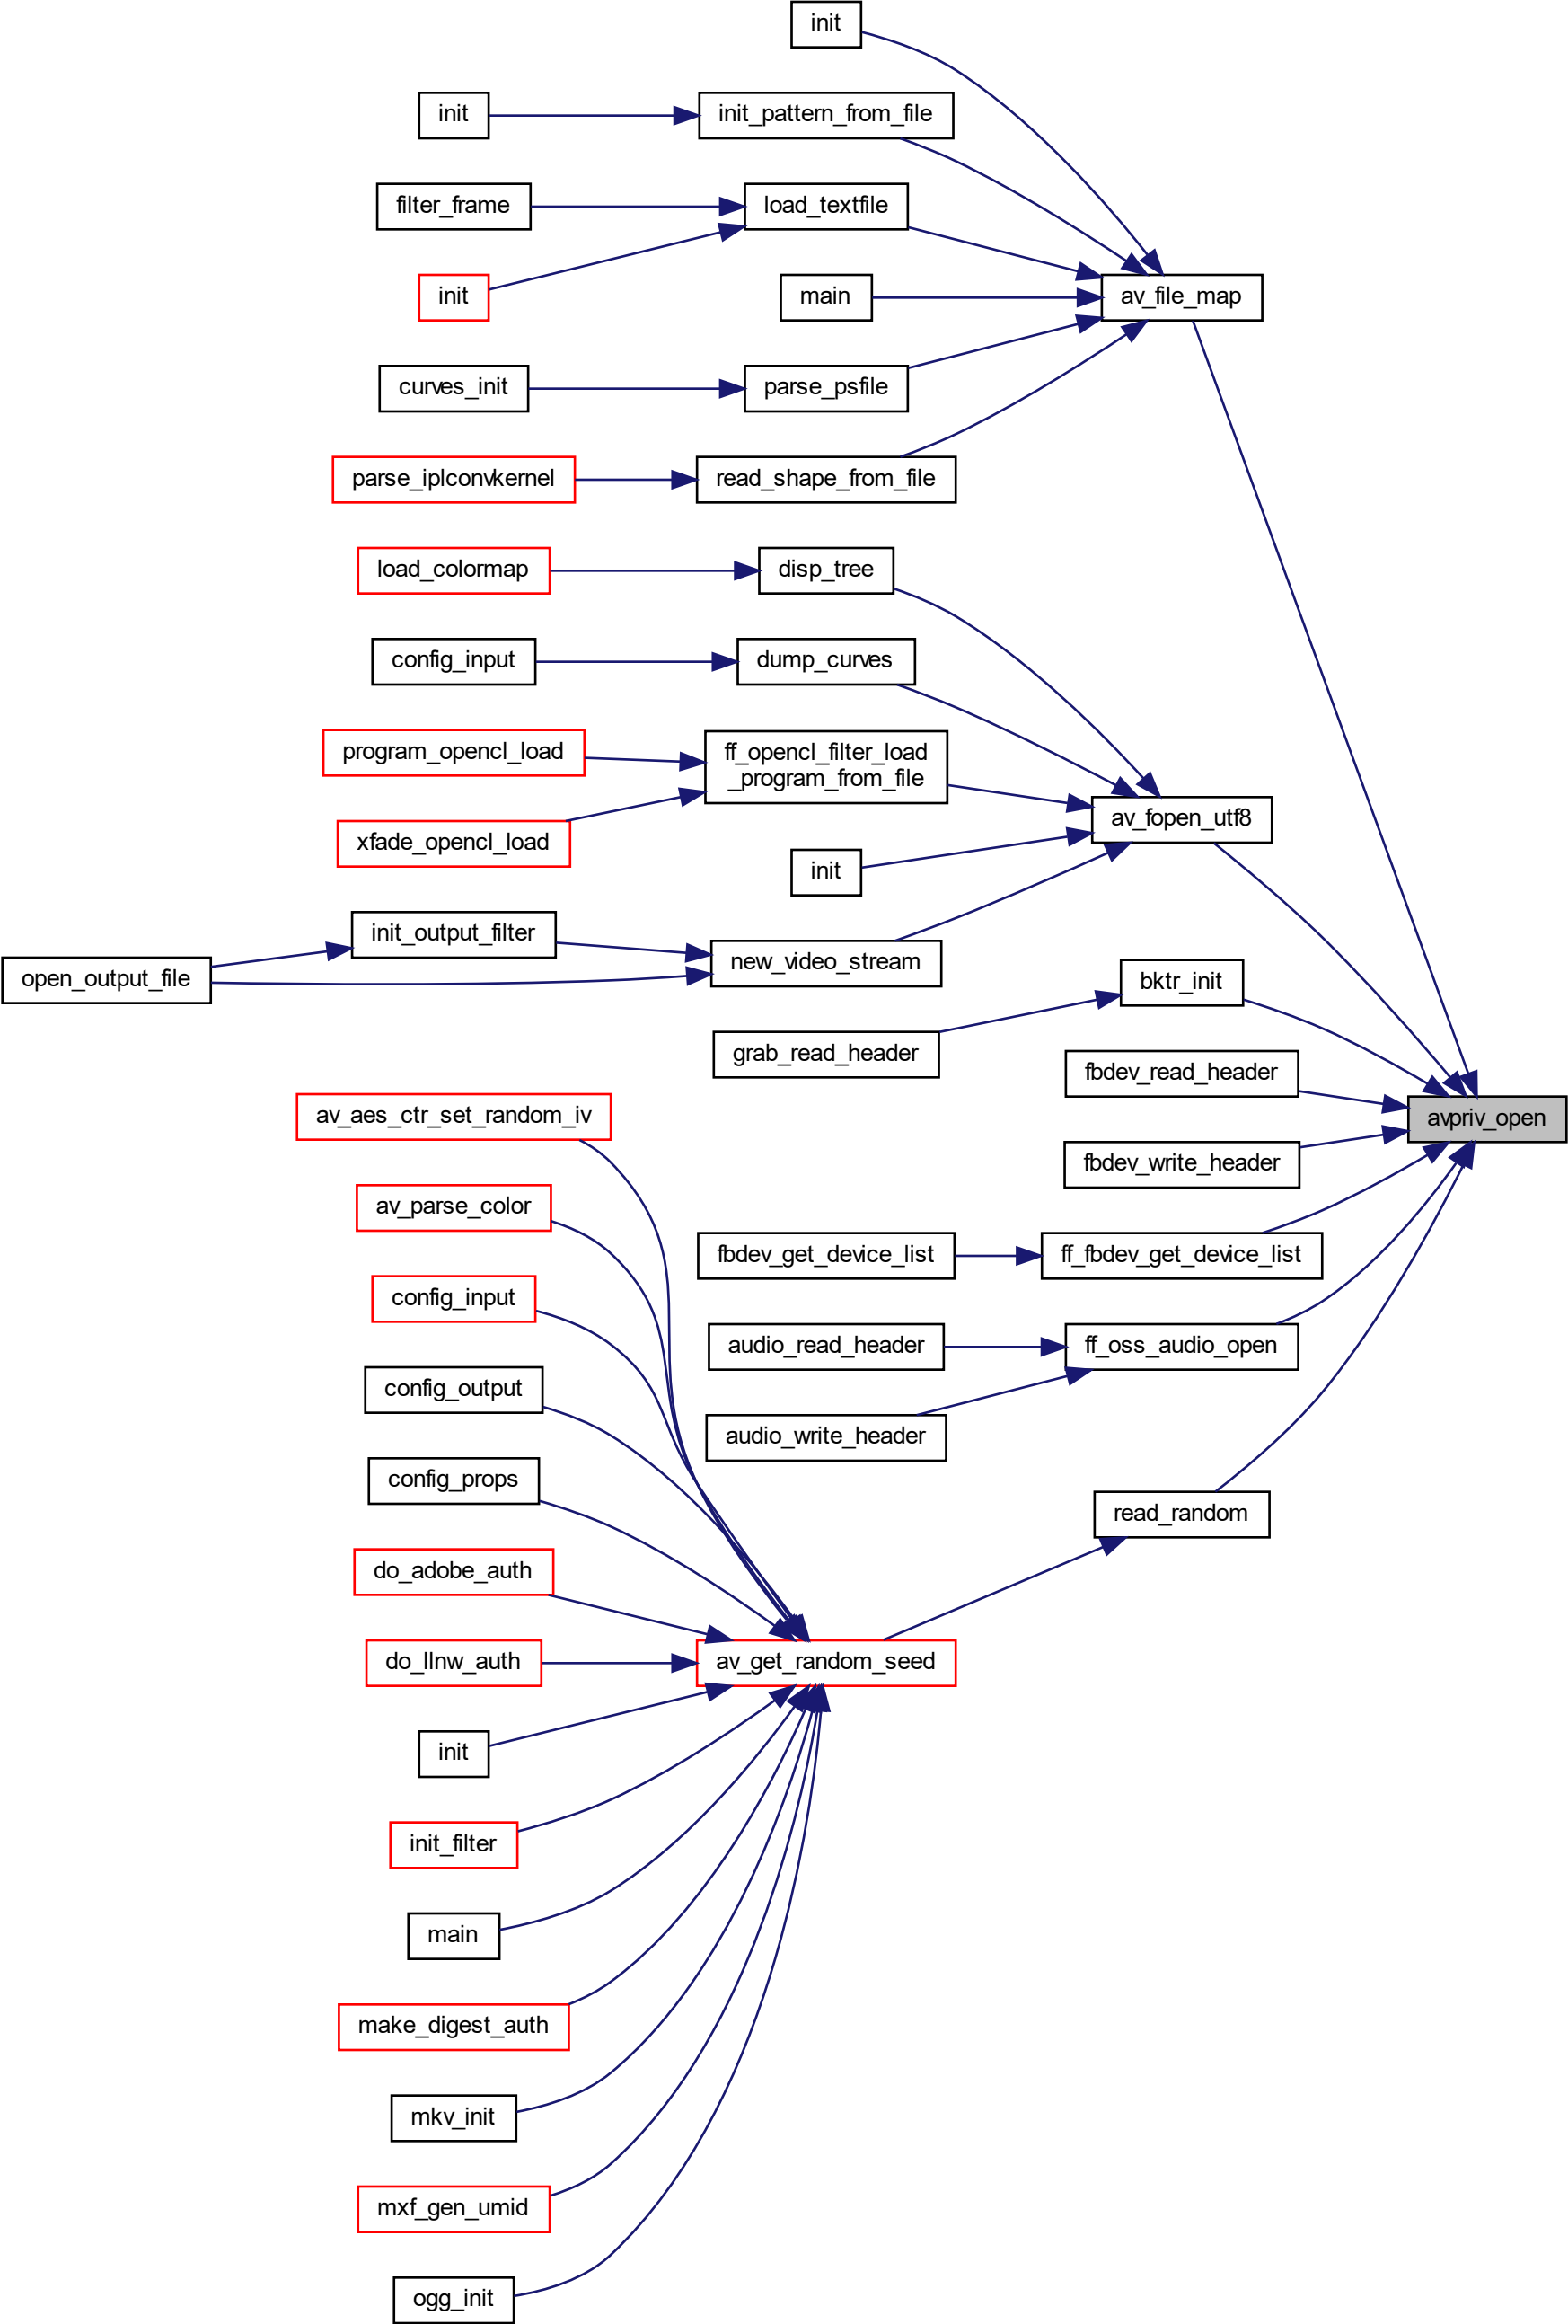 init
init
init_pattern_from_file
filter_frame
load_textfile
init
main
av_file_map
curves_init
parse_psfile
parse_iplconvkernel
read_shape_from_file
load_colormap
disp_tree
config_input
dump_curves
program_opencl_load
ff_opencl_filter_load
_program_from_file
av_fopen_utf8
xfade_opencl_load
init
init_output_filter
new_video_stream
open_output_file
bktr_init
grab_read_header
fbdev_read_header
av_aes_ctr_set_random_iv
avpriv_open
fbdev_write_header
av_parse_color
fbdev_get_device_list
ff_fbdev_get_device_list
config_input
audio_read_header
ff_oss_audio_open
config_output
audio_write_header
config_props
read_random
do_adobe_auth
do_llnw_auth
av_get_random_seed
init
init_filter
main
make_digest_auth
mkv_init
mxf_gen_umid
ogg_init